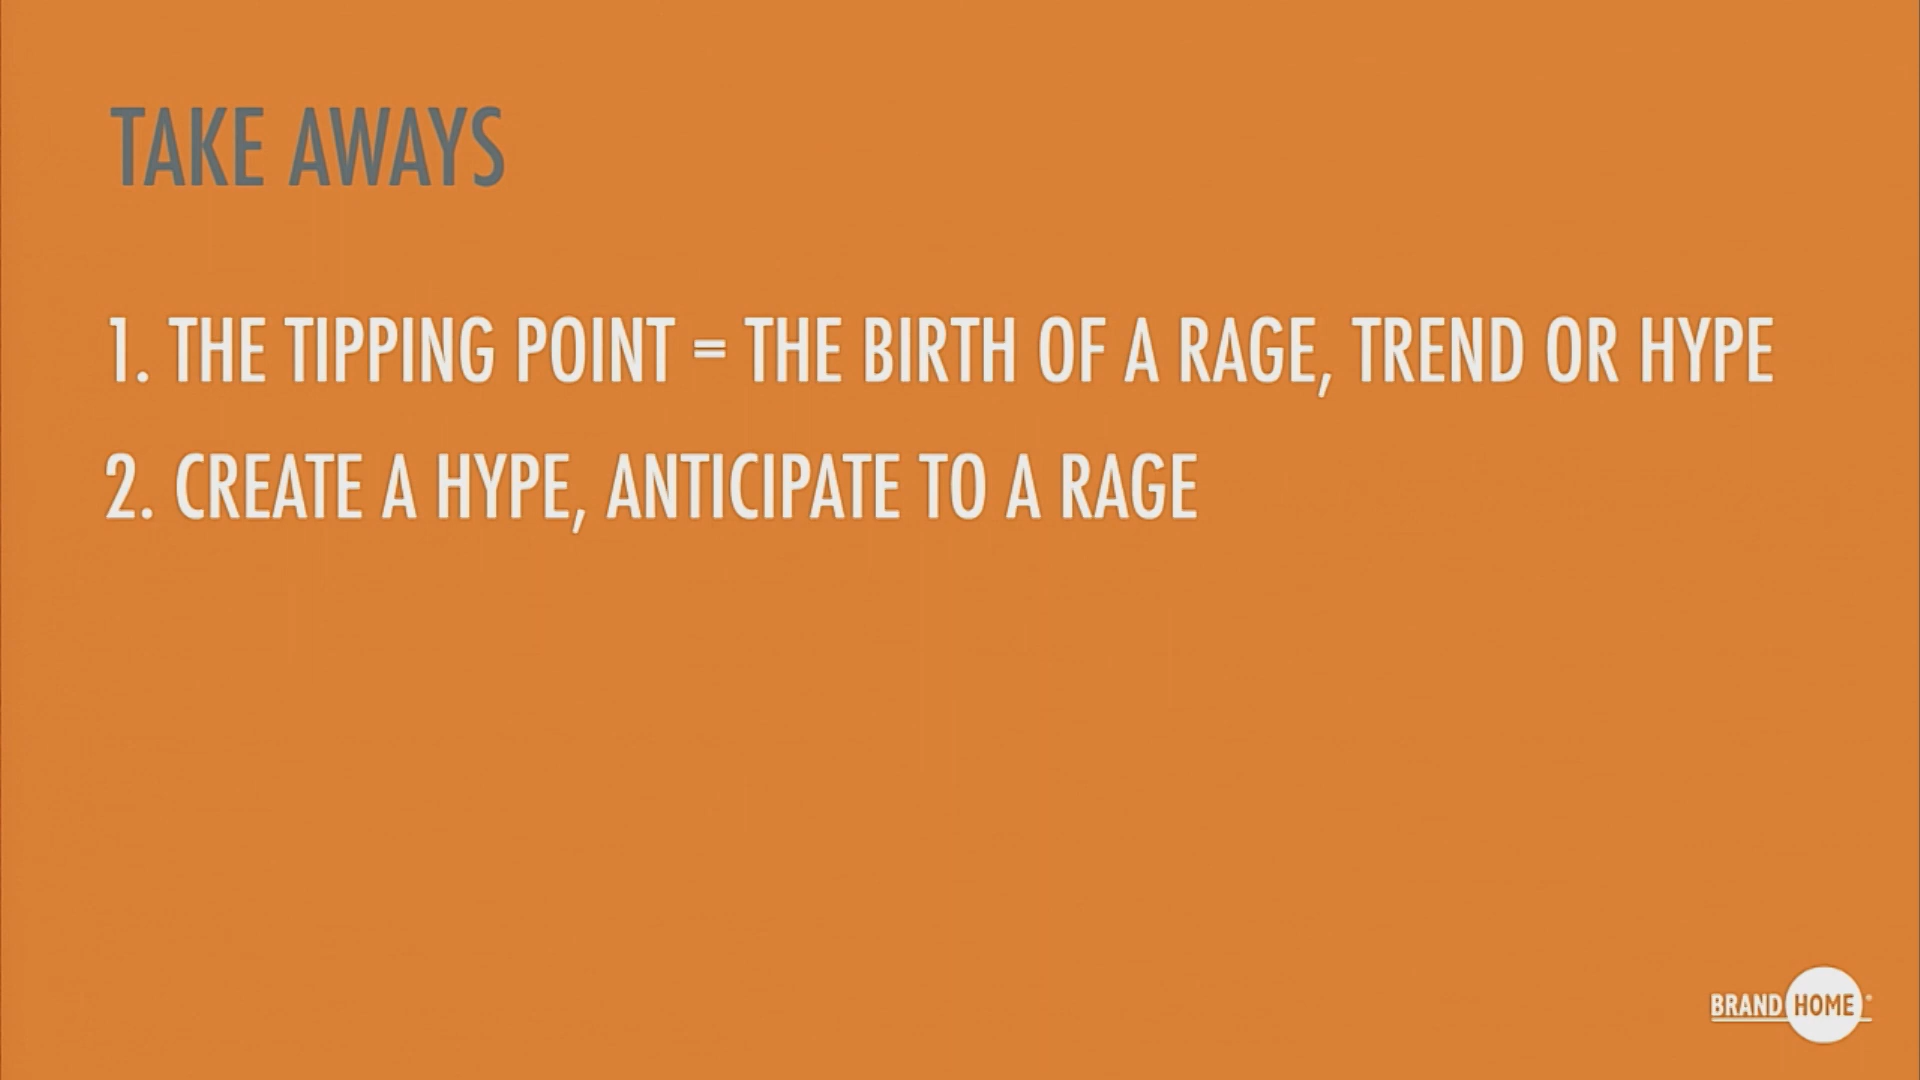 TAKE AWAYS
1. THE TIPPING POINT = THE BIRTH OF A RAGE, TREND OR HYPE
2. CREATE A HYPE, ANTICIPATE TO A RAGE
BRAND HOME